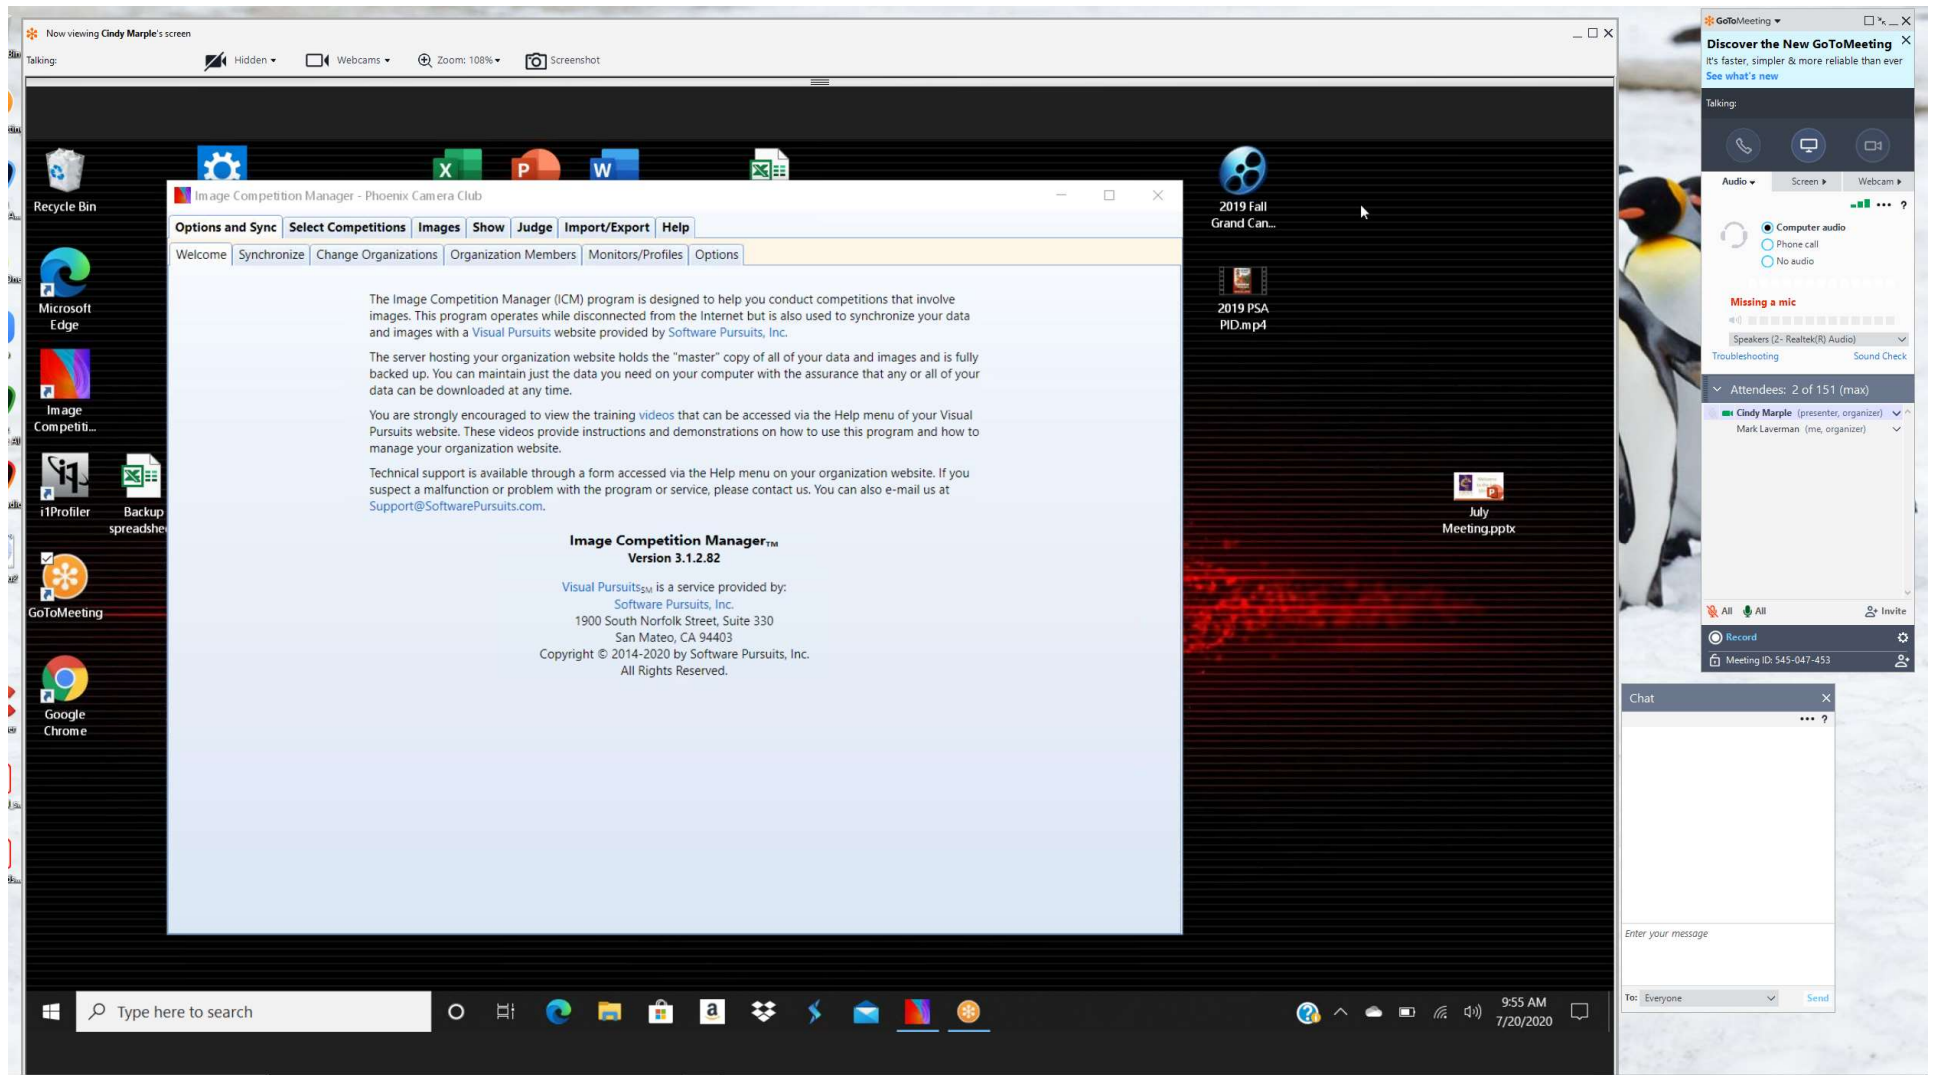 Now viewing Cindy Marple's screen
Talking:
Hidden
Webcams
Zoom: 108%
Screenshot
Recycle Bin
Microsoft
Edge
Image
Competiti...
i1Profiler
Backup
spreadshe
GoToMeeting
Google
Chrome
Image Competition Manager - Phoenix Camera Club
Options and Sync Select Competitions Images Show Judge Import/Export Help
Welcome Synchronize Change Organizations Organization Members Monitors/Profiles Options
The Image Competition Manager (ICM) program is designed to help you conduct competitions that involve
images. This program operates while disconnected from the Internet but is also used to synchronize your data
and images with a Visual Pursuits website provided by Software Pursuits, Inc.
The server hosting your organization website holds the "master" copy of all of your data and images and is fully
backed up. You can maintain just the data you need on your computer with the assurance that any or all of your
data can be downloaded at any time.
You are strongly encouraged to view the training videos that can be accessed via the Help menu of your Visual
Pursuits website. These videos provide instructions and demonstrations on how to use this program and how to
manage your organization website.
Technical support is available through a form accessed via the Help menu on your organization website. If you
suspect a malfunction or problem with the program or service, please contact us. You can also e-mail us at
Support@SoftwarePursuits.com.
Image Competition Manager™
Version 3.1.2.82
Visual Pursuits℠ is a service provided by:
Software Pursuits, Inc.
1900 South Norfolk Street, Suite 330
San Mateo, CA 94403
Copyright © 2014-2020 by Software Pursuits, Inc.
All Rights Reserved.
2019 Fall
Grand Can...
2019 PSA
PID.mp4
July
Meeting.pptx
Type here to search
9:55 AM
7/20/2020
GoToMeeting
Discover the New GoToMeeting
It's faster, simpler & more reliable than ever
See what's new
Talking:
Audio Screen Webcam
Computer audio
Phone call
No audio
Missing a mic
Speakers (2- Realtek(R) Audio)
Troubleshooting Sound Check
Attendees: 2 of 151 (max)
Cindy Marple (presenter, organizer)
Mark Laverman (me, organizer)
All All Invite
Record
Meeting ID: 545-047-453
Chat
Enter your message
To: Everyone Send